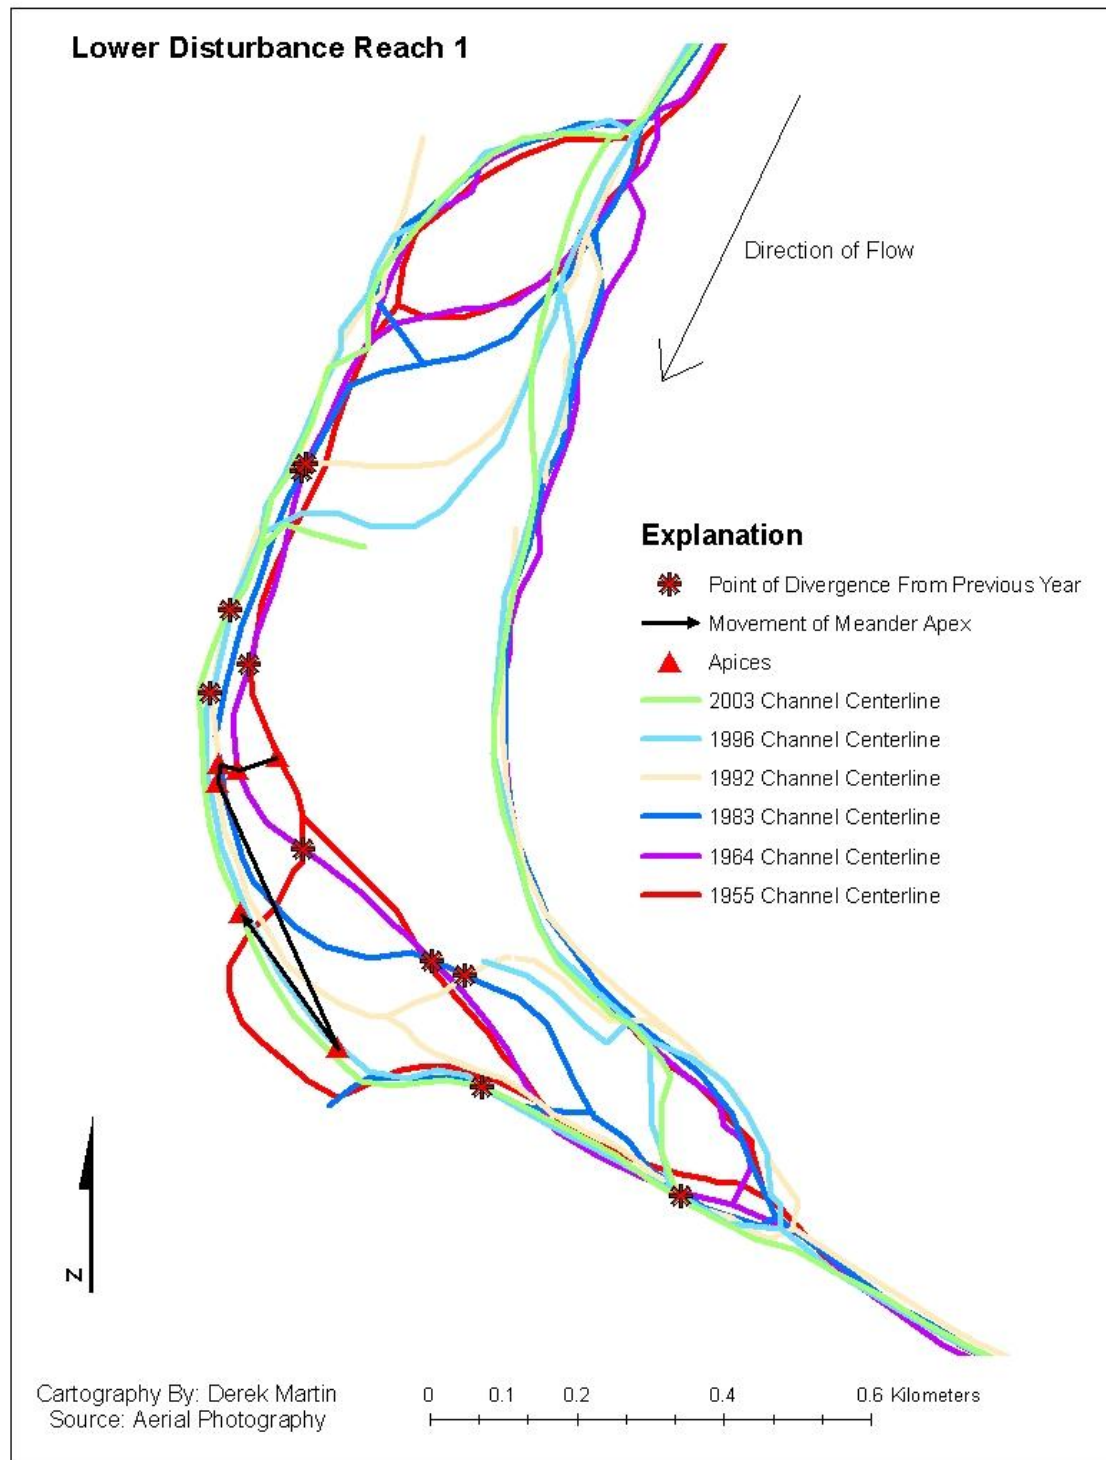 Lower Disturbance Reach 1
Direction of Flow
Explanation
Point of Divergence From Previous Year
Movement of Meander Apex
Apices
2003 Channel Centerline
1996 Channel Centerline
1992 Channel Centerline
1983 Channel Centerline
1964 Channel Centerline
1955 Channel Centerline
N
Cartography By: Derek Martin
Source: Aerial Photography
0 0.1 0.2 0.4 0.6 Kilometers